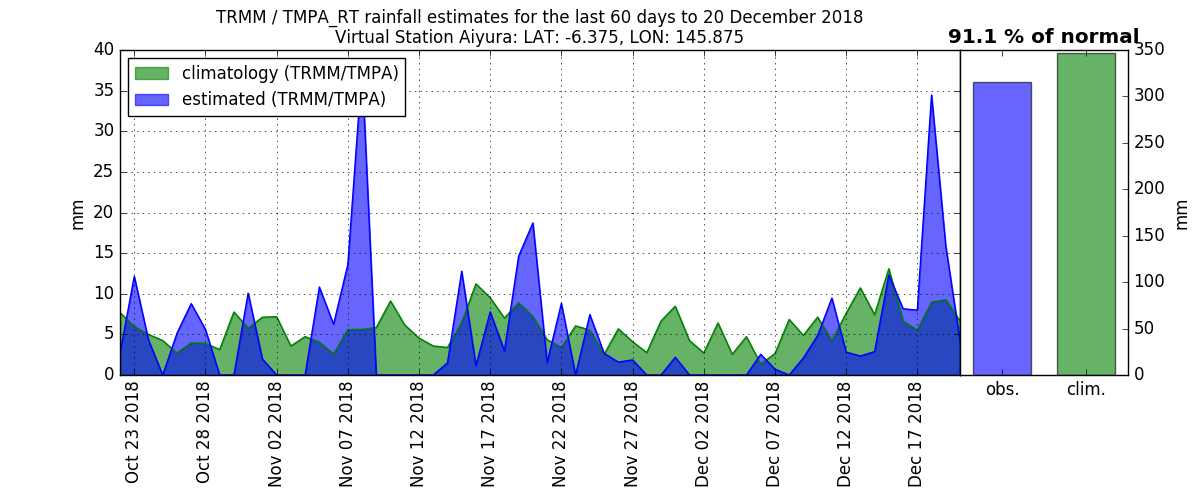 TRMM / TMPA_RT rainfall estimates for the last 60 days to 20 December 2018
Virtual Station Aiyura: LAT: -6.375, LON: 145.875
91.1 % of normal
climatology (TRMM/TMPA)
estimated (TRMM/TMPA)
40
35
30
25
20
15
10
5
0
mm
Oct 23 2018
Oct 28 2018
Nov 02 2018
Nov 07 2018
Nov 12 2018
Nov 17 2018
Nov 22 2018
Nov 27 2018
Dec 02 2018
Dec 07 2018
Dec 12 2018
Dec 17 2018
obs.
clim.
350
300
250
200
150
100
50
0
mm